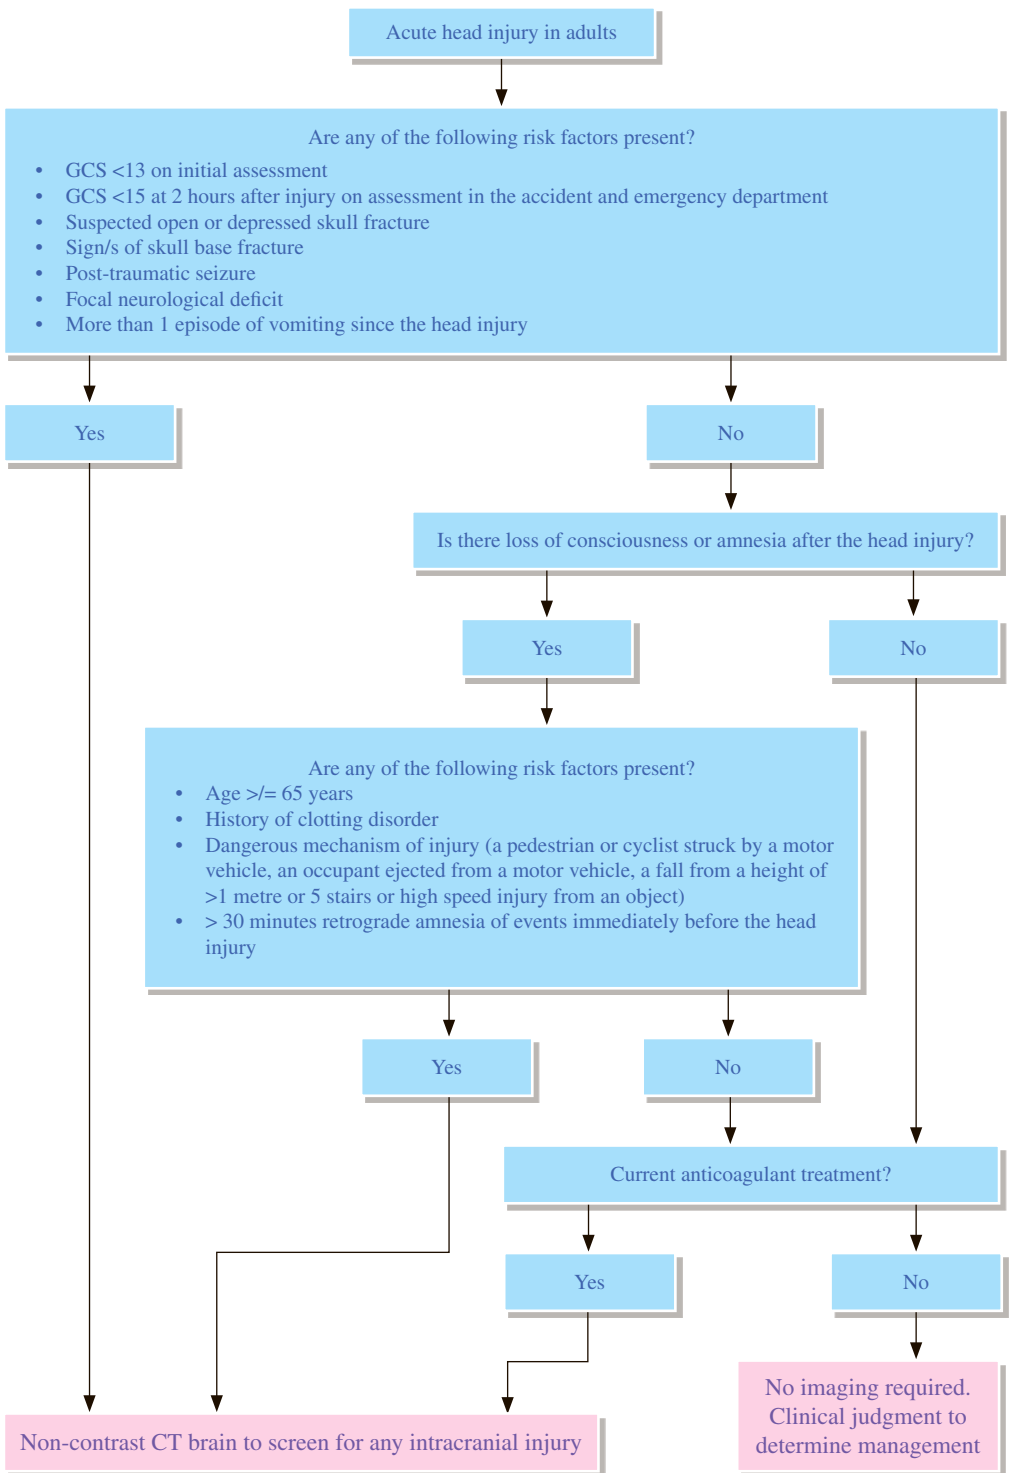 Acute head injury in adults
Are any of the following risk factors present?
• GCS <13 on initial assessment
• GCS <15 at 2 hours after injury on assessment in the accident and emergency department
• Suspected open or depressed skull fracture
• Sign/s of skull base fracture
• Post-traumatic seizure
• Focal neurological deficit
• More than 1 episode of vomiting since the head injury
Yes
No
Is there loss of consciousness or amnesia after the head injury?
Yes
No
Are any of the following risk factors present?
• Age >/= 65 years
• History of clotting disorder
• Dangerous mechanism of injury (a pedestrian or cyclist struck by a motor
vehicle, an occupant ejected from a motor vehicle, a fall from a height of
>1 metre or 5 stairs or high speed injury from an object)
• > 30 minutes retrograde amnesia of events immediately before the head
injury
Yes
No
Current anticoagulant treatment?
Yes
No
No imaging required.
Clinical judgment to
determine management
Non-contrast CT brain to screen for any intracranial injury